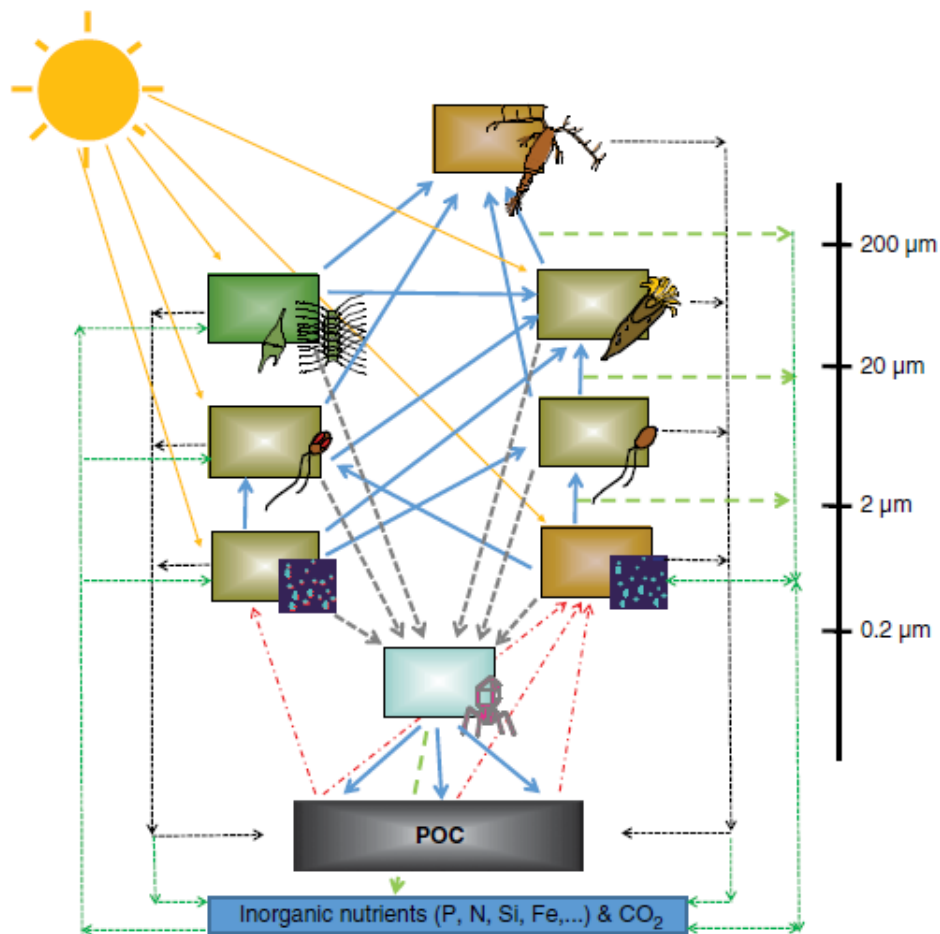 200 µm
20 µm
2 µm
0.2 µm
POC
Inorganic nutrients (P, N, Si, Fe,...) & CO₂